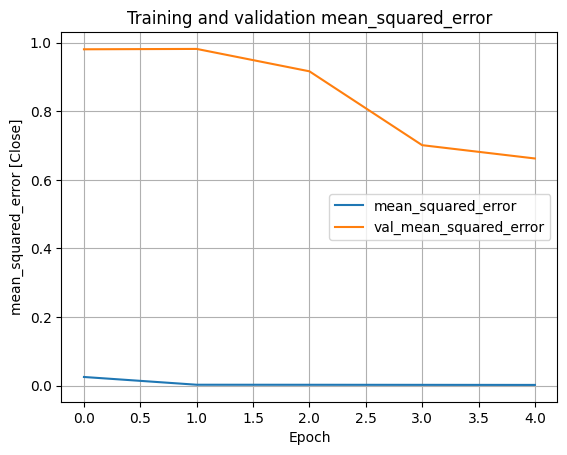 Training and validation mean_squared_error
mean_squared_error [Close]
1.0
0.8
0.6
0.4
0.2
0.0
mean_squared_error
val_mean_squared_error
0.0 0.5 1.0 1.5 2.0 2.5 3.0 3.5 4.0
Epoch